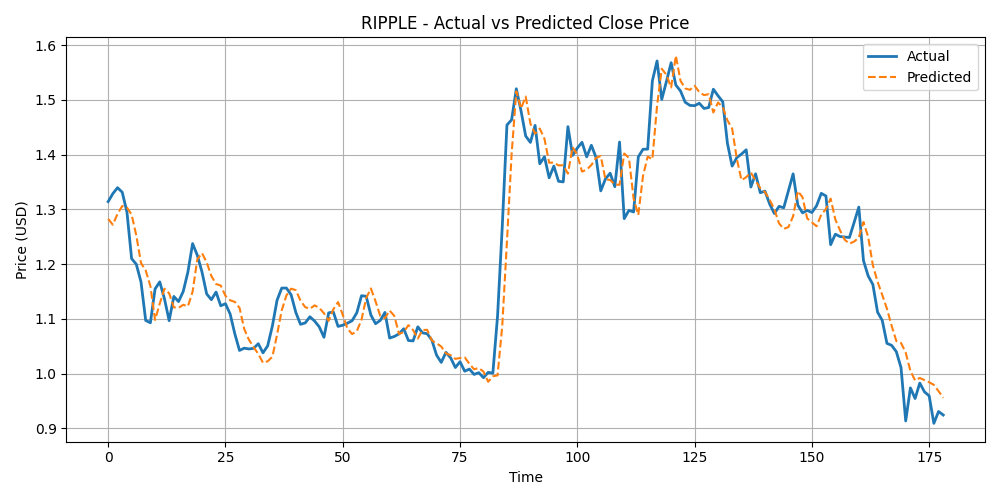 RIPPLE - Actual vs Predicted Close Price
Price (USD)
1.6
1.5
1.4
1.3
1.2
1.1
1.0
0.9
Actual
Predicted
0 25 50 75 100 125 150 175
Time